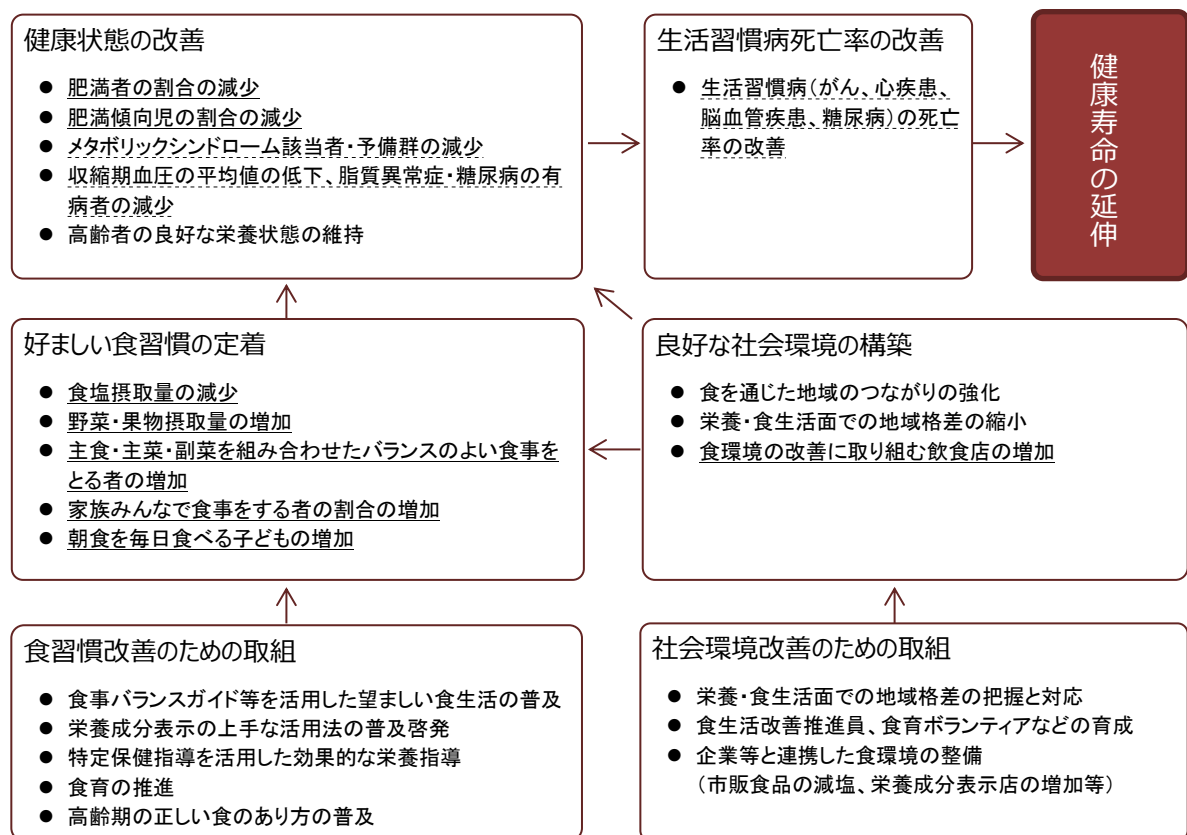 健康状態の改善
● 肥満者の割合の減少
● 肥満傾向児の割合の減少
● メタボリックシンドローム該当者・予備群の減少
● 収縮期血圧の平均値の低下、脂質異常症・糖尿病の有
病者の減少
● 高齢者の良好な栄養状態の維持
生活習慣病死亡率の改善
● 生活習慣病(がん、心疾患、
脳血管疾患、糖尿病)の死亡
率の改善
健康寿命の延伸
好ましい食習慣の定着
● 食塩摂取量の減少
● 野菜・果物摂取量の増加
● 主食・主菜・副菜を組み合わせたバランスのよい食事を
とる者の増加
● 家族みんなで食事をする者の割合の増加
● 朝食を毎日食べる子どもの増加
良好な社会環境の構築
● 食を通じた地域のつながりの強化
● 栄養・食生活面での地域格差の縮小
● 食環境の改善に取り組む飲食店の増加
食習慣改善のための取組
● 食事バランスガイド等を活用した望ましい食生活の普及
● 栄養成分表示の上手な活用法の普及啓発
● 特定保健指導を活用した効果的な栄養指導
● 食育の推進
● 高齢期の正しい食のあり方の普及
社会環境改善のための取組
● 栄養・食生活面での地域格差の把握と対応
● 食生活改善推進員、食育ボランティアなどの育成
● 企業等と連携した食環境の整備
(市販食品の減塩、栄養成分表示店の増加等)